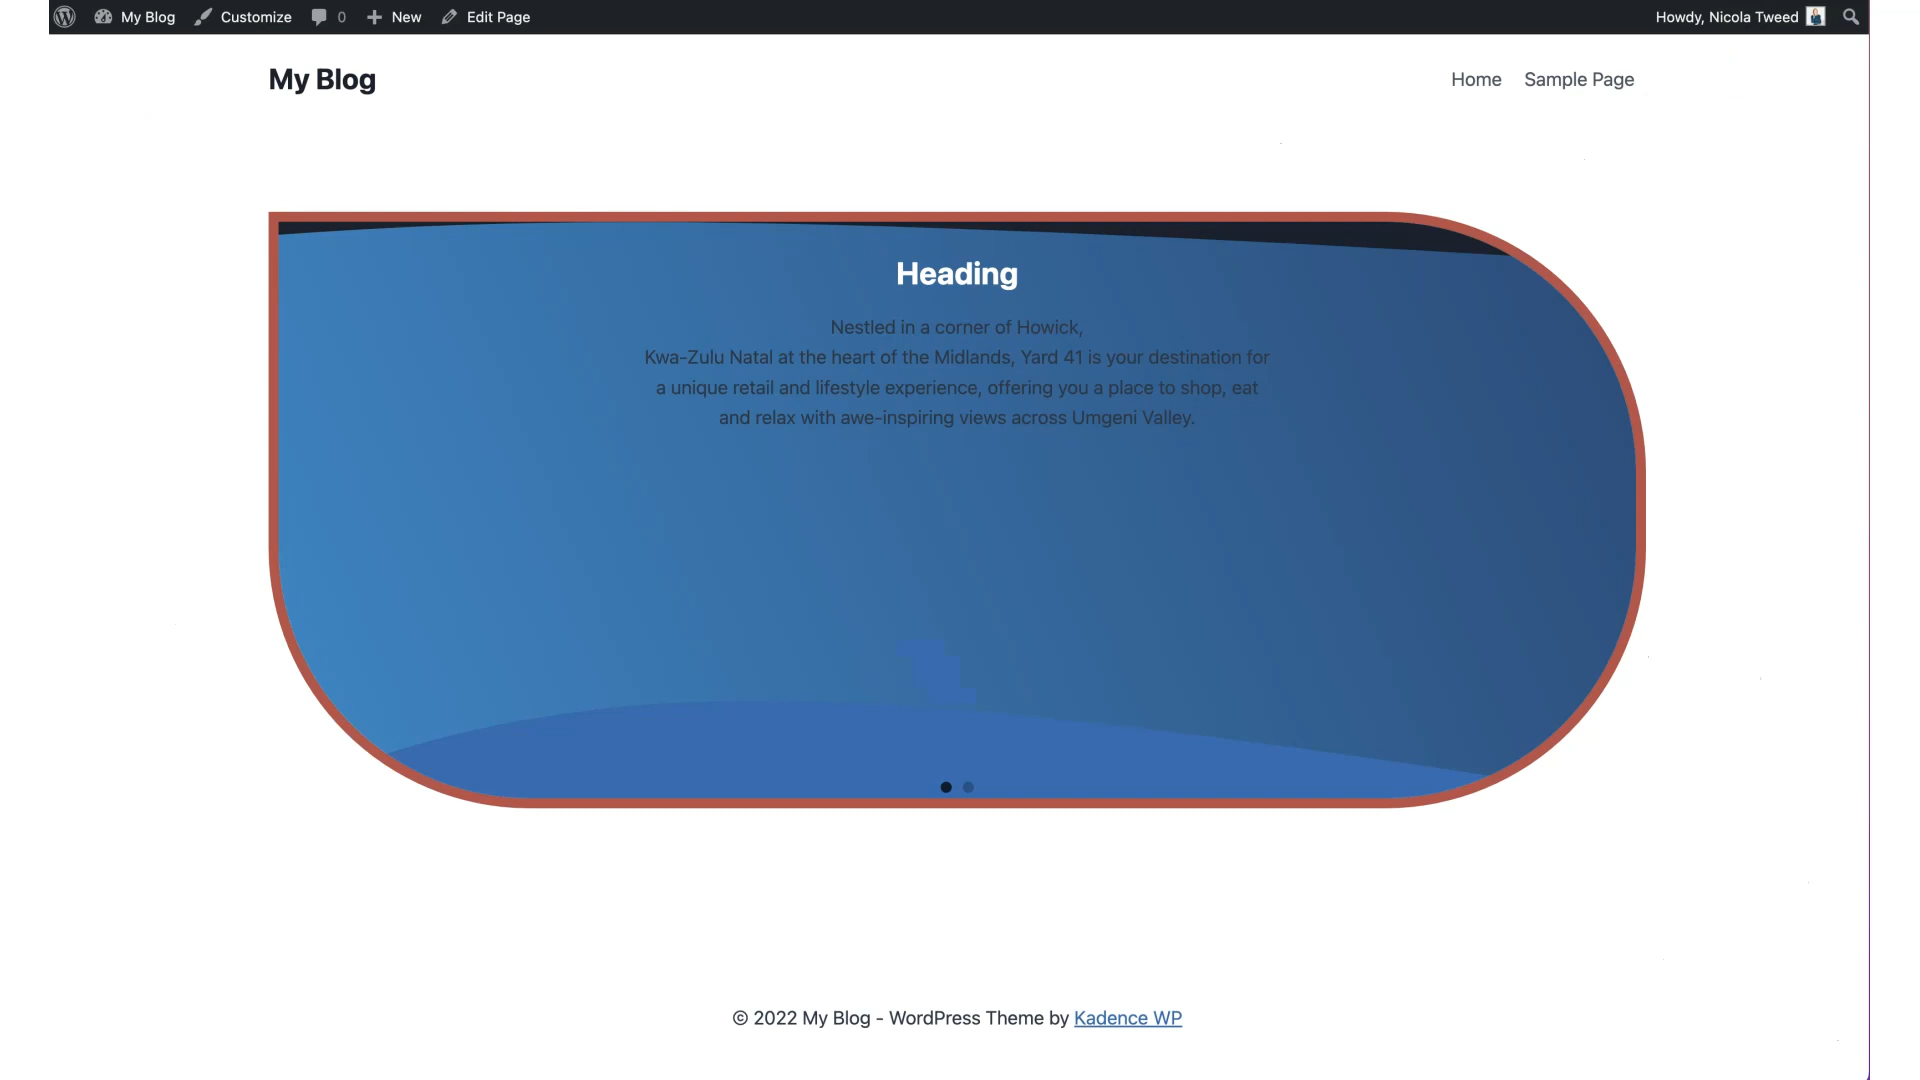 My Blog Customize 0 New Edit Page Howdy, Nicola Tweed
My Blog Home Sample Page
Heading
Nestled in a corner of Howick,
Kwa-Zulu Natal at the heart of the Midlands, Yard 41 is your destination for
a unique retail and lifestyle experience, offering you a place to shop, eat
and relax with awe-inspiring views across Umgeni Valley.
© 2022 My Blog - WordPress Theme by Kadence WP